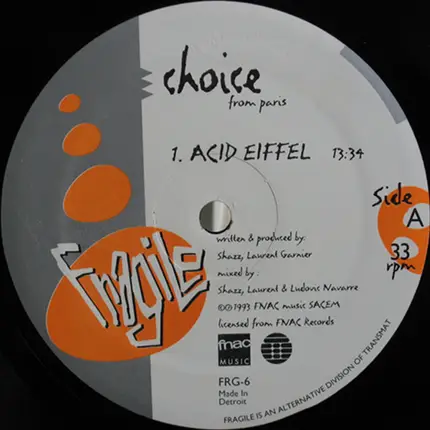 choice
from paris
1. ACID EIFFEL 13:34
Side
A
33
rpm
Fragile
written & produced by:
Shazz, Laurent Garnier
mixed by:
Shazz, Laurent & Ludovic Navarre
℗© 1993 FNAC music SACEM
licensed from FNAC Records
fnac
MUSIC
FRG-6
Made In
Detroit
FRAGILE IS AN ALTERNATIVE DIVISION OF TRANSMAT